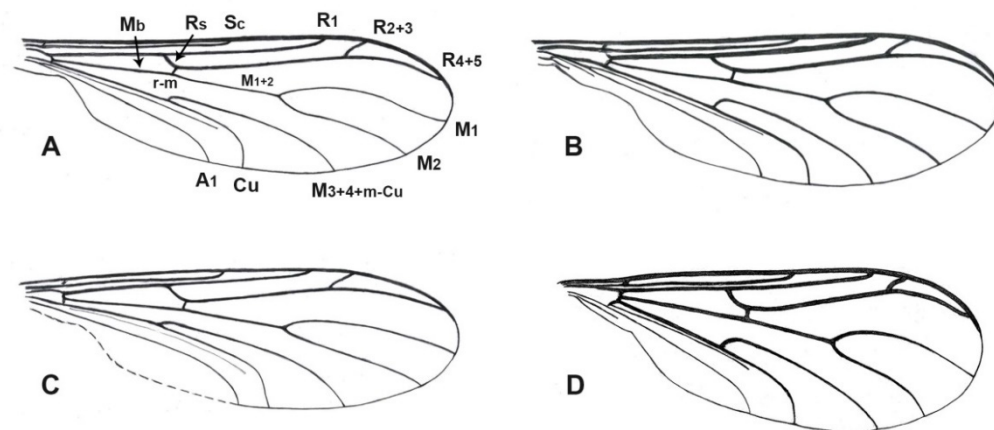 Mb Rs Sc R1 R2+3
R4+5
r-m M1+2
A B
M1
M2
A1 Cu M3+4+m-Cu
C D